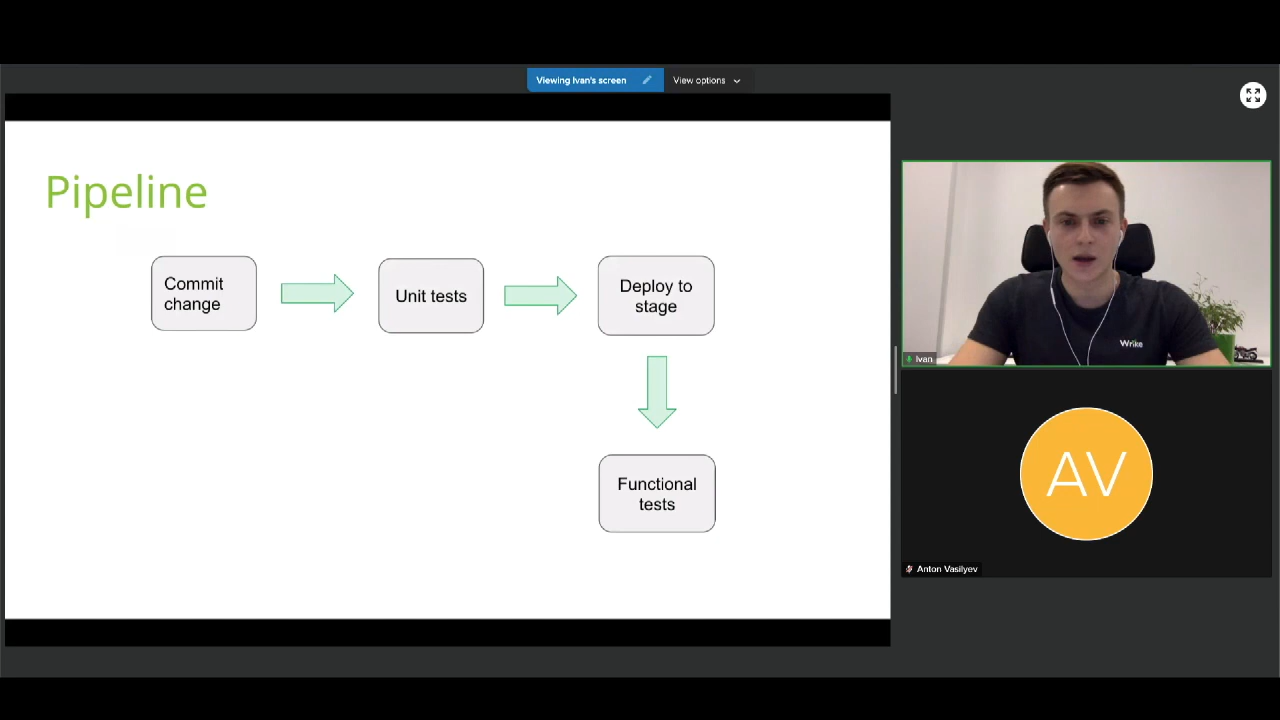 Viewing Ivan's screen
View options
Pipeline
Commit
change
Unit tests
Deploy to
stage
Functional
tests
Wrike
Ivan
AV
Anton Vasilyev